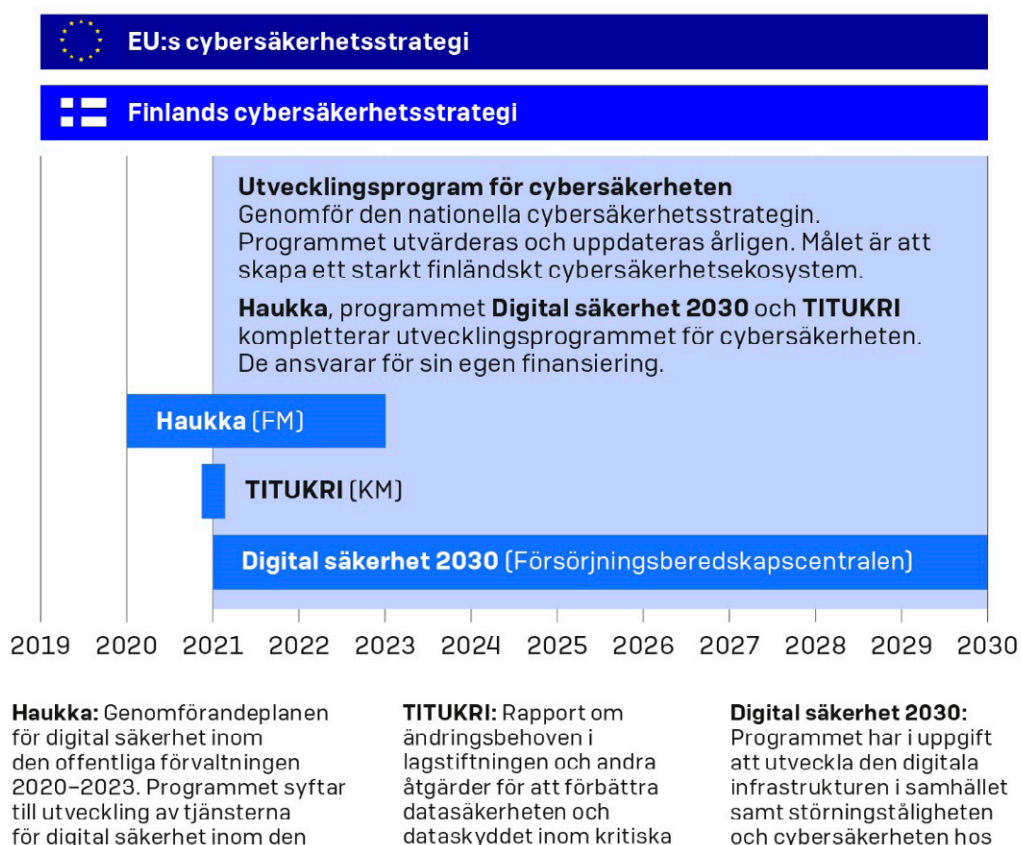 EU:s cybersäkerhetsstrategi
Finlands cybersäkerhetsstrategi
Utvecklingsprogram för cybersäkerheten
Genomför den nationella cybersäkerhetsstrategin.
Programmet utvärderas och uppdateras årligen. Målet är att
skapa ett starkt finländskt cybersäkerhetsekosystem.
Haukka, programmet Digital säkerhet 2030 och TITUKRI
kompletterar utvecklingsprogrammet för cybersäkerheten.
De ansvarar för sin egen finansiering.
Haukka (FM)
TITUKRI (KM)
Digital säkerhet 2030 (Försörjningsberedskapscentralen)
2019 2020 2021 2022 2023 2024 2025 2026 2027 2028 2029 2030
Haukka: Genomförandeplanen
för digital säkerhet inom
den offentliga förvaltningen
2020–2023. Programmet syftar
till utveckling av tjänsterna
för digital säkerhet inom den
TITUKRI: Rapport om
ändringsbehoven i
lagstiftningen och andra
åtgärder för att förbättra
datasäkerheten och
dataskyddet inom kritiska
Digital säkerhet 2030:
Programmet har i uppgift
att utveckla den digitala
infrastrukturen i samhället
samt störningståligheten
och cybersäkerheten hos